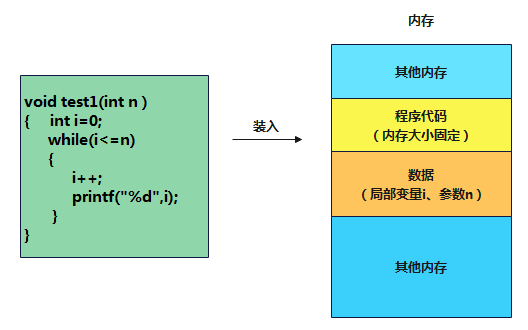 内存
void test1(int n )
{ int i=0;
while(i<=n)
{
i++;
printf("%d",i);
}
}
装入
其他内存
程序代码
（内存大小固定）
数据
（局部变量i、参数n）
其他内存